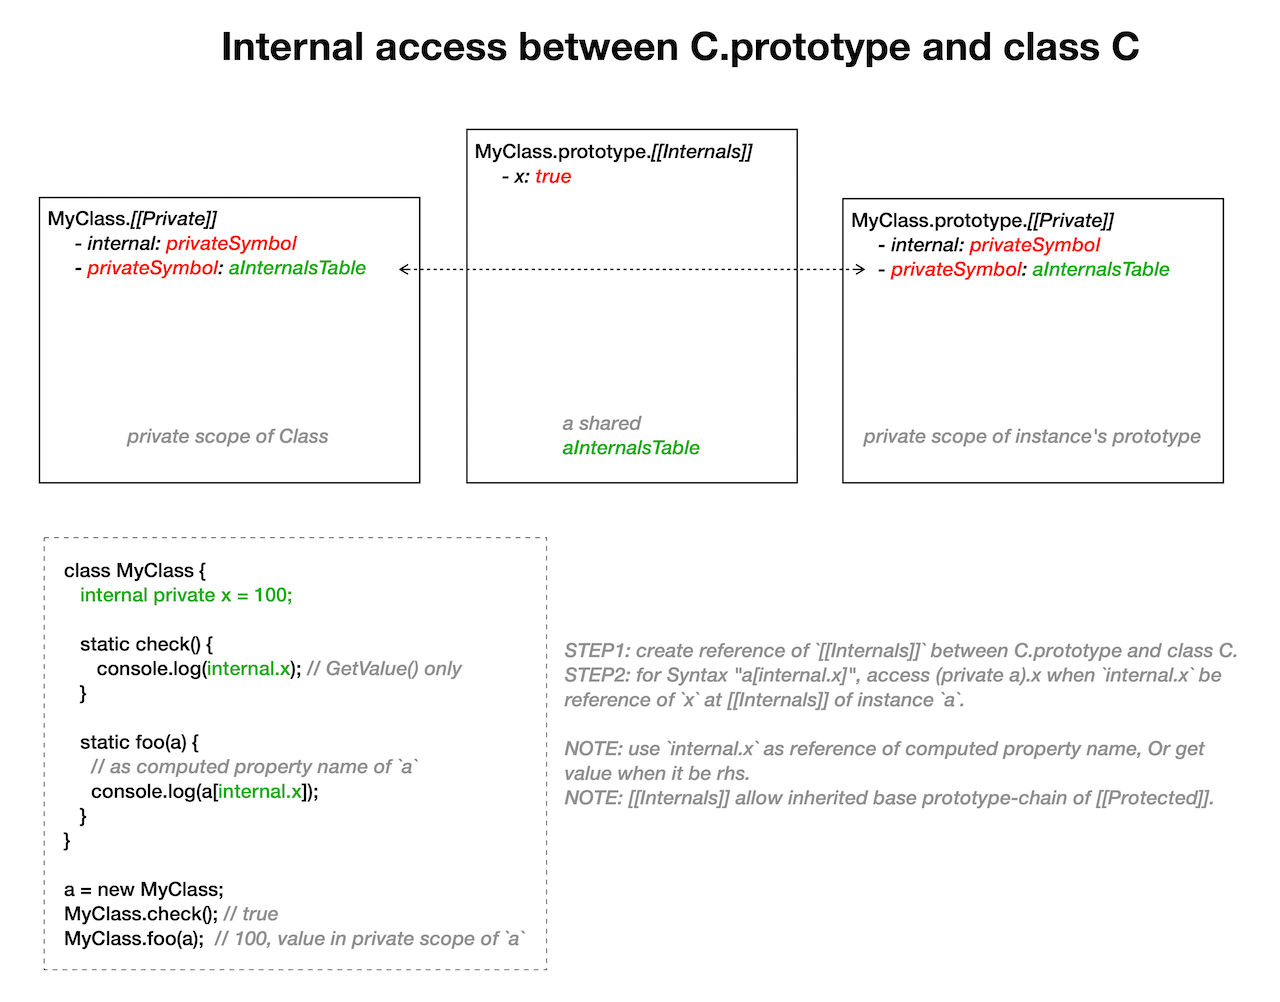 Internal access between C.prototype and class C
MyClass.[[Private]]
- internal: privateSymbol
- privateSymbol: aInternalsTable
private scope of Class
MyClass.prototype.[[Internals]]
- x: true
a shared
aInternalsTable
MyClass.prototype.[[Private]]
- internal: privateSymbol
- privateSymbol: aInternalsTable
private scope of instance's prototype
class MyClass {
internal private x = 100;
static check() {
console.log(internal.x); // GetValue() only
}
static foo(a) {
// as computed property name of `a`
console.log(a[internal.x]);
}
}
a = new MyClass;
MyClass.check(); // true
MyClass.foo(a);  // 100, value in private scope of `a`
STEP1: create reference of `[[Internals]]` between C.prototype and class C.
STEP2: for Syntax "a[internal.x]", access (private a).x when `internal.x` be
reference of `x` at [[Internals]] of instance `a`.
NOTE: use `internal.x` as reference of computed property name, Or get
value when it be rhs.
NOTE: [[Internals]] allow inherited base prototype-chain of [[Protected]].